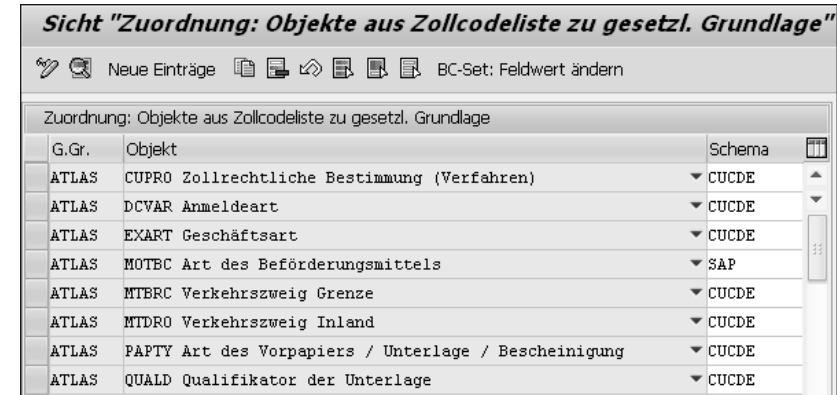 Sicht "Zuordnung: Objekte aus Zollcodeliste zu gesetzl. Grundlage"
Neue Einträge BC-Set: Feldwert ändern
Zuordnung: Objekte aus Zollcodeliste zu gesetzl. Grundlage
G.Gr. Objekt Schema
ATLAS CUPRO Zollrechtliche Bestimmung (Verfahren) CUCDE
ATLAS DCVAR Anmeldeart CUCDE
ATLAS EXART Geschäftsart CUCDE
ATLAS MOTBC Art des Beförderungsmittels SAP
ATLAS MTBRC Verkehrszweig Grenze CUCDE
ATLAS MTDRO Verkehrszweig Inland CUCDE
ATLAS PAPTY Art des Vorpapiers / Unterlage / Bescheinigung CUCDE
ATLAS QUALD Qualifikator der Unterlage CUCDE